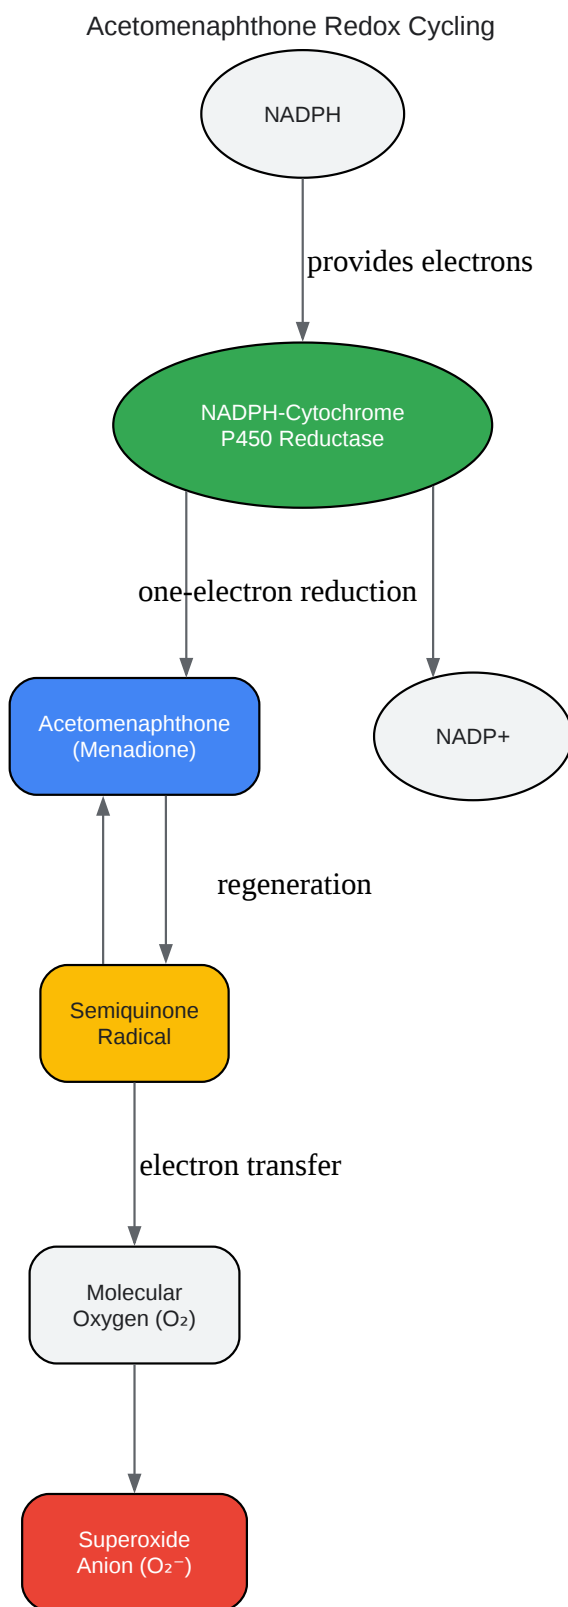 Acetomenaphthone Redox Cycling
NADPH
provides electrons
NADPH-Cytochrome
P450 Reductase
one-electron reduction
Acetomenaphthone
(Menadione)
NADP+
regeneration
Semiquinone
Radical
electron transfer
Molecular
Oxygen (O₂)
Superoxide
Anion (O₂⁻)